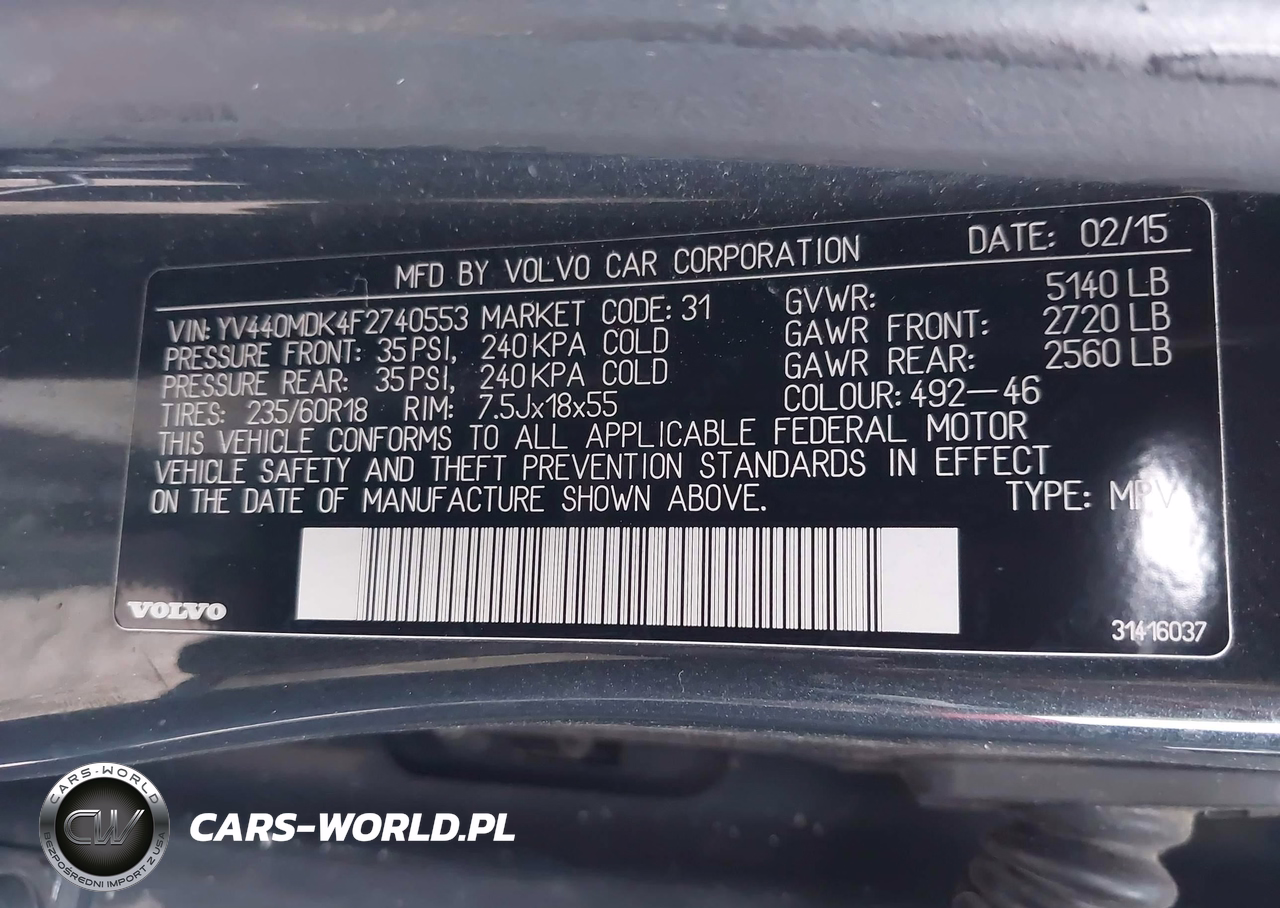 MFD BY VOLVO CAR CORPORATION DATE: 02/15
VIN: YV440MDK4F2740553 MARKET CODE: 31 GVWR: 5140 LB
PRESSURE FRONT: 35 PSI, 240 KPA COLD GAWR FRONT: 2720 LB
PRESSURE REAR: 35 PSI, 240 KPA COLD GAWR REAR: 2560 LB
TIRES: 235/60R18 RIM: 7.5Jx18x55 COLOUR: 492-46
THIS VEHICLE CONFORMS TO ALL APPLICABLE FEDERAL MOTOR
VEHICLE SAFETY AND THEFT PREVENTION STANDARDS IN EFFECT
ON THE DATE OF MANUFACTURE SHOWN ABOVE. TYPE: MPV
VOLVO
31416037
CARS-WORLD
CW
BEZPOŚREDNI IMPORT Z USA
CARS-WORLD.PL